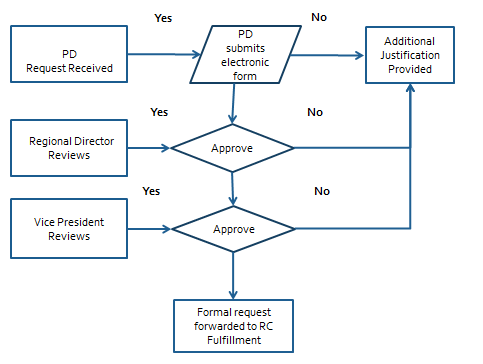 Yes
No
PD
Request Received
PD
submits
electronic
form
Additional
Justification
Provided
Yes
No
Regional Director
Reviews
Approve
Yes
No
Vice President
Reviews
Approve
Formal request
forwarded to RC
Fulfillment